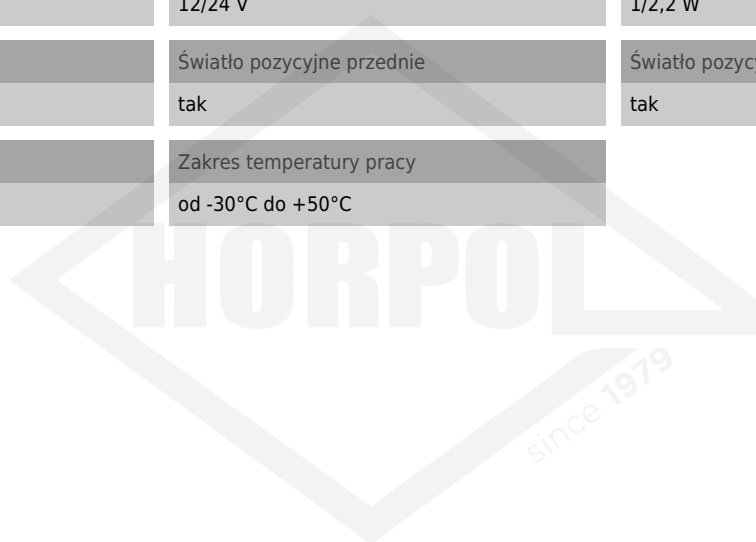 12/24 V
1/2,2 W
Światło pozycyjne przednie
Światło
tak
tak
Zakres temperatury pracy
od -30°C do +50°C
HORPOL
since 1979